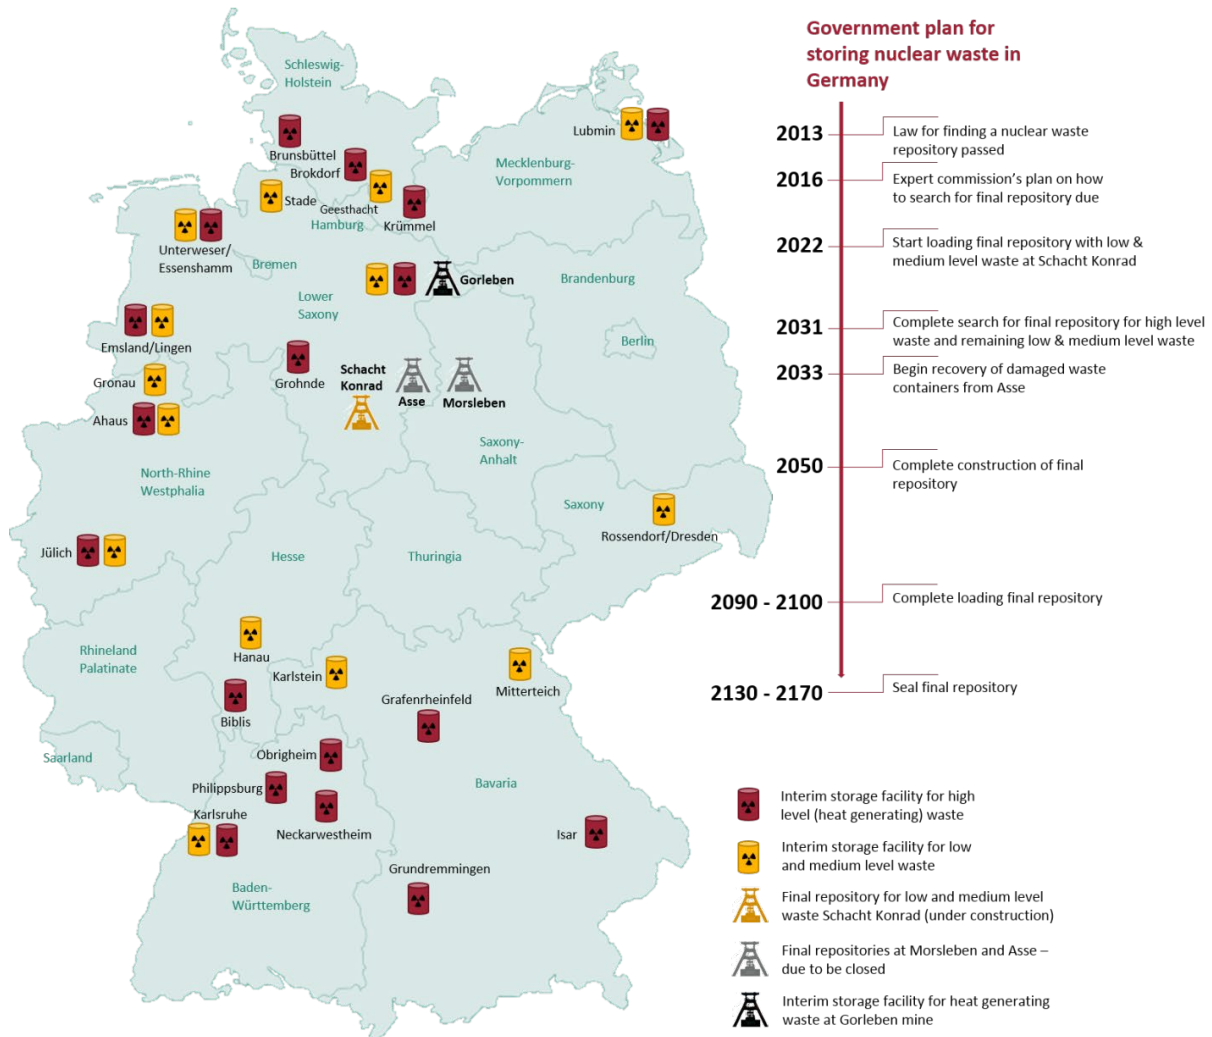 Government plan for
storing nuclear waste in
Germany
2013
Law for finding a nuclear waste
repository passed
2016
Expert commission's plan on how
to search for final repository due
2022
Start loading final repository with low &
medium level waste at Schacht Konrad
2031
Complete search for final repository for high level
waste and remaining low & medium level waste
2033
Begin recovery of damaged waste
containers from Asse
2050
Complete construction of final
repository
2090 - 2100
Complete loading final repository
2130 - 2170
Seal final repository
Schleswig-
Holstein
Lubmin
Brunsbüttel
Brokdorf
Mecklenburg-
Vorpommern
Stade
Geesthacht
Krümmel
Hamburg
Unterweser/
Essenshamm
Bremen
Gorleben
Brandenburg
Lower
Saxony
Berlin
Emsland/Lingen
Grohnde
Schacht
Konrad
Asse
Morsleben
Gronau
Ahaus
Saxony-
Anhalt
North-Rhine
Westphalia
Saxony
Rossendorf/Dresden
Jülich
Hesse
Thuringia
Rhineland
Palatinate
Hanau
Karlstein
Mitterteich
Biblis
Grafenrheinfeld
Saarland
Obrigheim
Bavaria
Philippsburg
Karlsruhe
Neckarwestheim
Isar
Grundremmingen
Baden-
Württemberg
Interim storage facility for high
level (heat generating) waste
Interim storage facility for low
and medium level waste
Final repository for low and medium level
waste Schacht Konrad (under construction)
Final repositories at Morsleben and Asse –
due to be closed
Interim storage facility for heat generating
waste at Gorleben mine